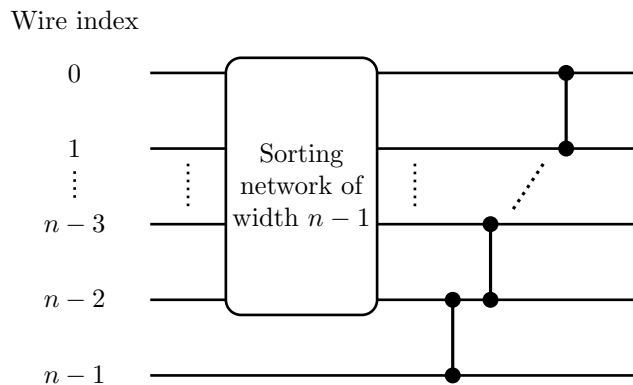 Wire index
0
1
n − 3
n − 2
n − 1
Sorting
network of
width n − 1